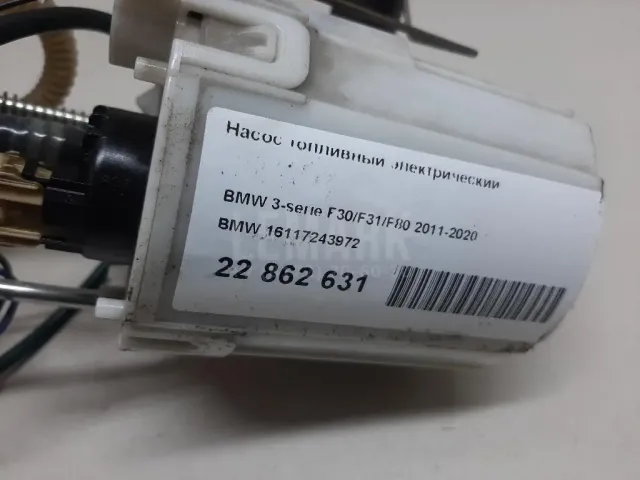 Насос топливный электрический
BMW 3-serie F30/F31/F80 2011-2020
BMW 16117243972
22 862 631